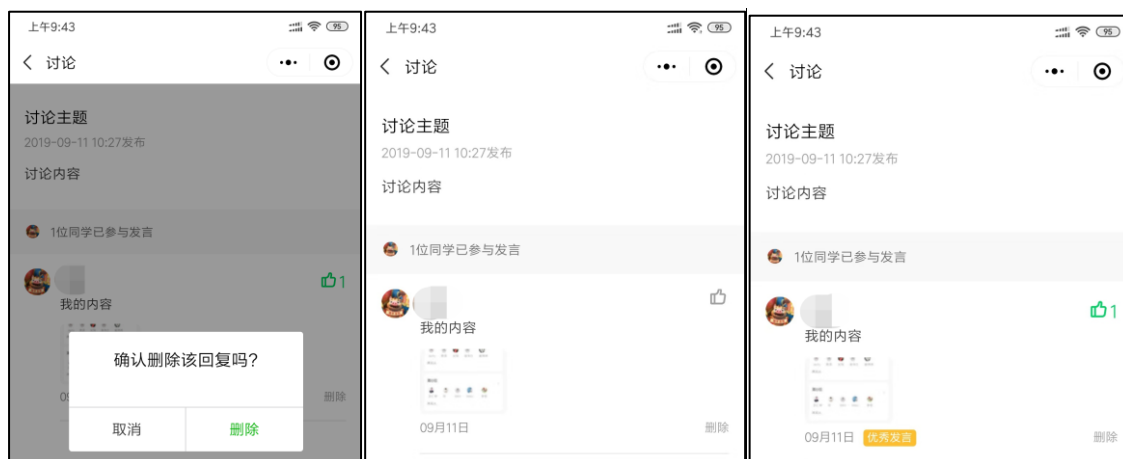 上午9:43
95
讨论
讨论主题
2019-09-11 10:27发布
讨论内容
1位同学已参与发言
1
我的内容
确认删除该回复吗?
09
删除
取消
删除
上午9:43
95
讨论
讨论主题
2019-09-11 10:27发布
讨论内容
1位同学已参与发言
我的内容
09月11日
删除
上午9:43
95
讨论
讨论主题
2019-09-11 10:27发布
讨论内容
1位同学已参与发言
1
我的内容
09月11日 优秀发言
删除